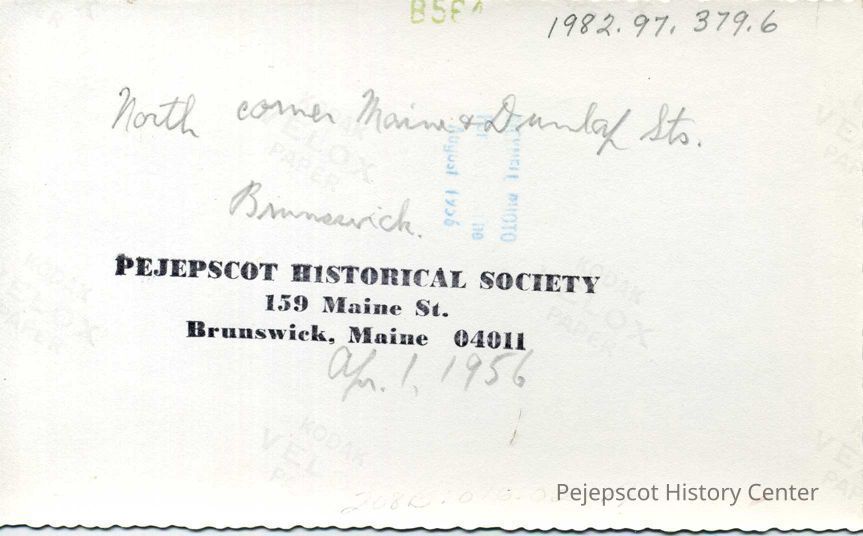 1982.97.379.6
North corner Maine & Dunlap Sts.
August 1956
PHOTO
Brunswick.
PEJEPSCOT HISTORICAL SOCIETY
159 Maine St.
Brunswick, Maine 04011
Apr. 1, 1956
KODAK
VELOX
PAPER
Pejepscot History Center